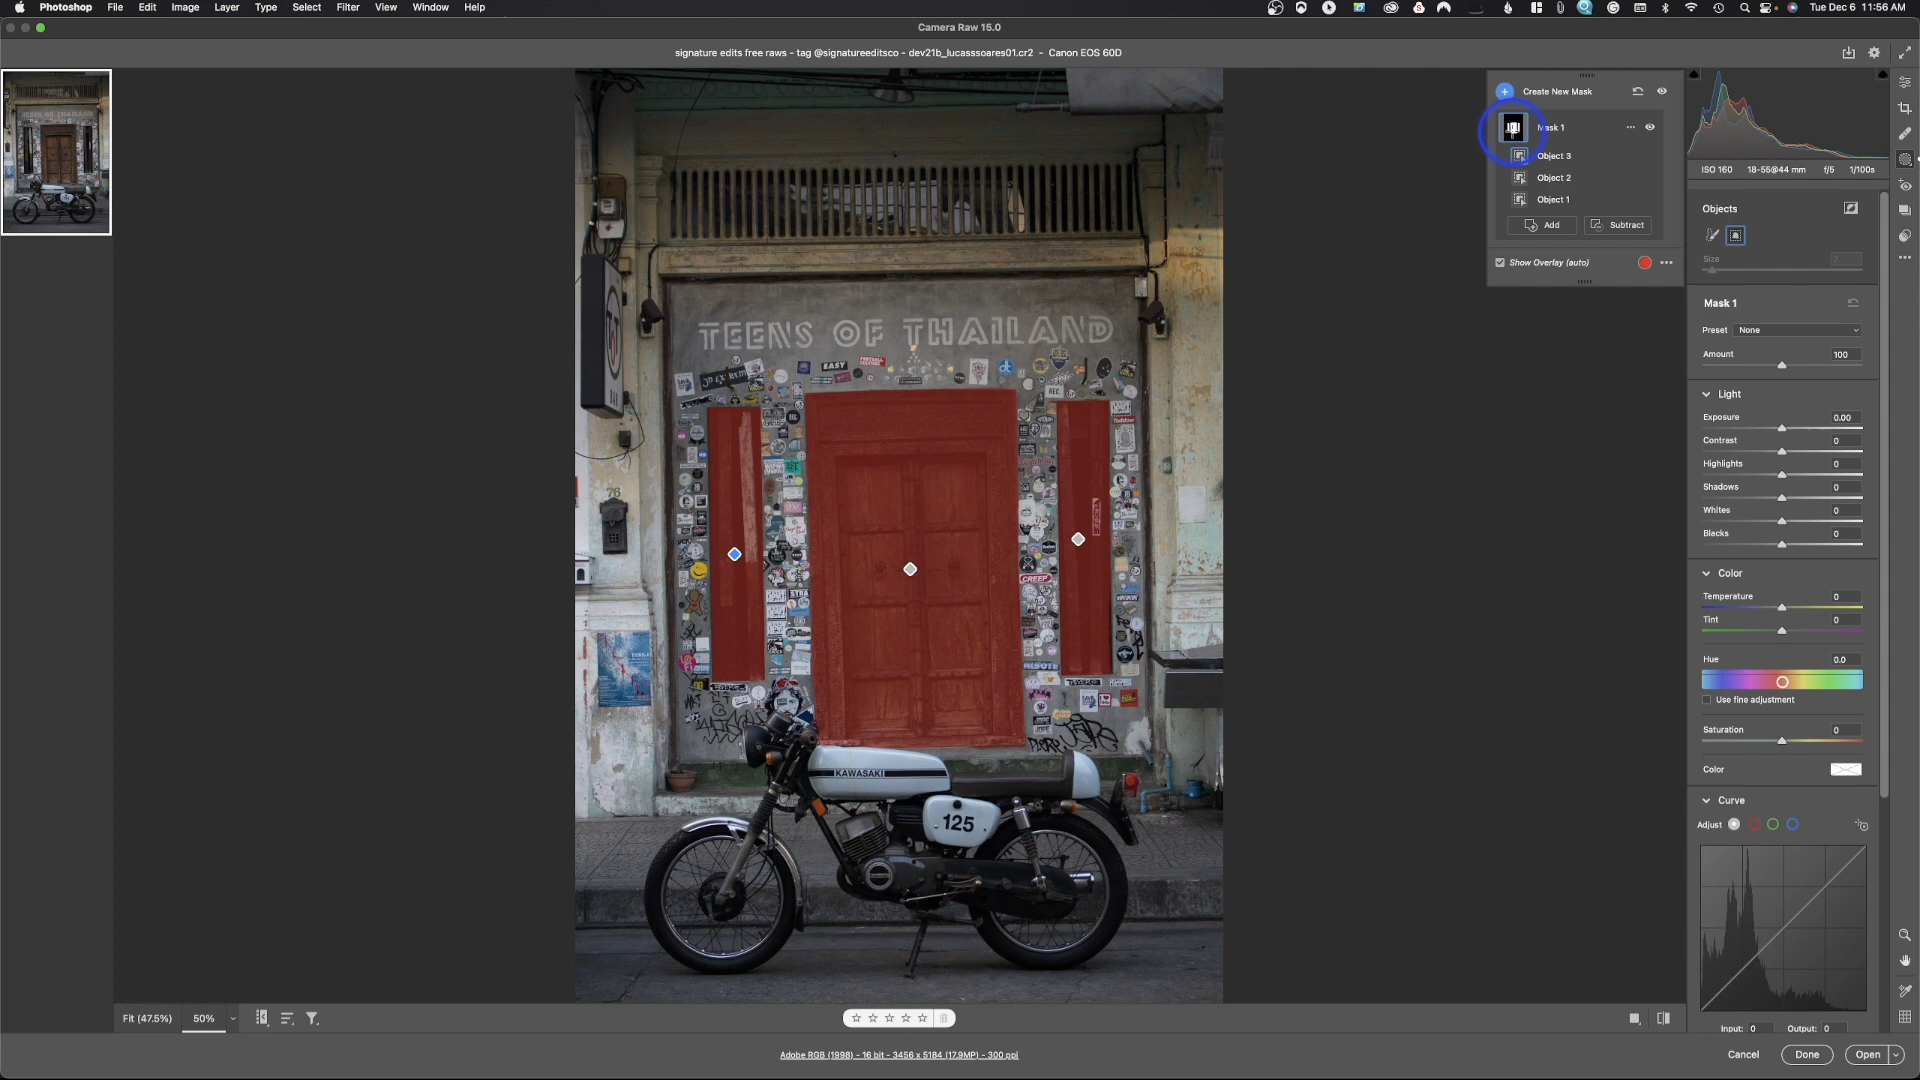 Photoshop File Edit Image Layer Type Select Filter View Window Help
Tue Dec 6 11:56 AM
Camera Raw 15.0
signature edits free raws - tag @signatureeditsco - dev21b_lucasssoares01.cr2 - Canon EOS 60D
Create New Mask
Mask 1
Object 3
Object 2
Object 1
Add Subtract
Show Overlay (auto)
ISO 160 18-55@44 mm f/5 1/100s
Objects
Size
Mask 1
Preset None
Amount 100
Light
Exposure 0.00
Contrast 0
Highlights 0
Shadows 0
Whites 0
Blacks 0
Color
Temperature 0
Tint 0
Hue 0.0
Use fine adjustment
Saturation 0
Color
Curve
Adjust
Input: 0 Output: 0
TEENS OF THAILAND
EASY
76
CREEP
STRA
KAWASAKI
125
Fit (47.5%) 50%
Adobe RGB (1998) - 16 bit - 3456 x 5184 (17.9MP) - 300 ppi
Cancel Done Open